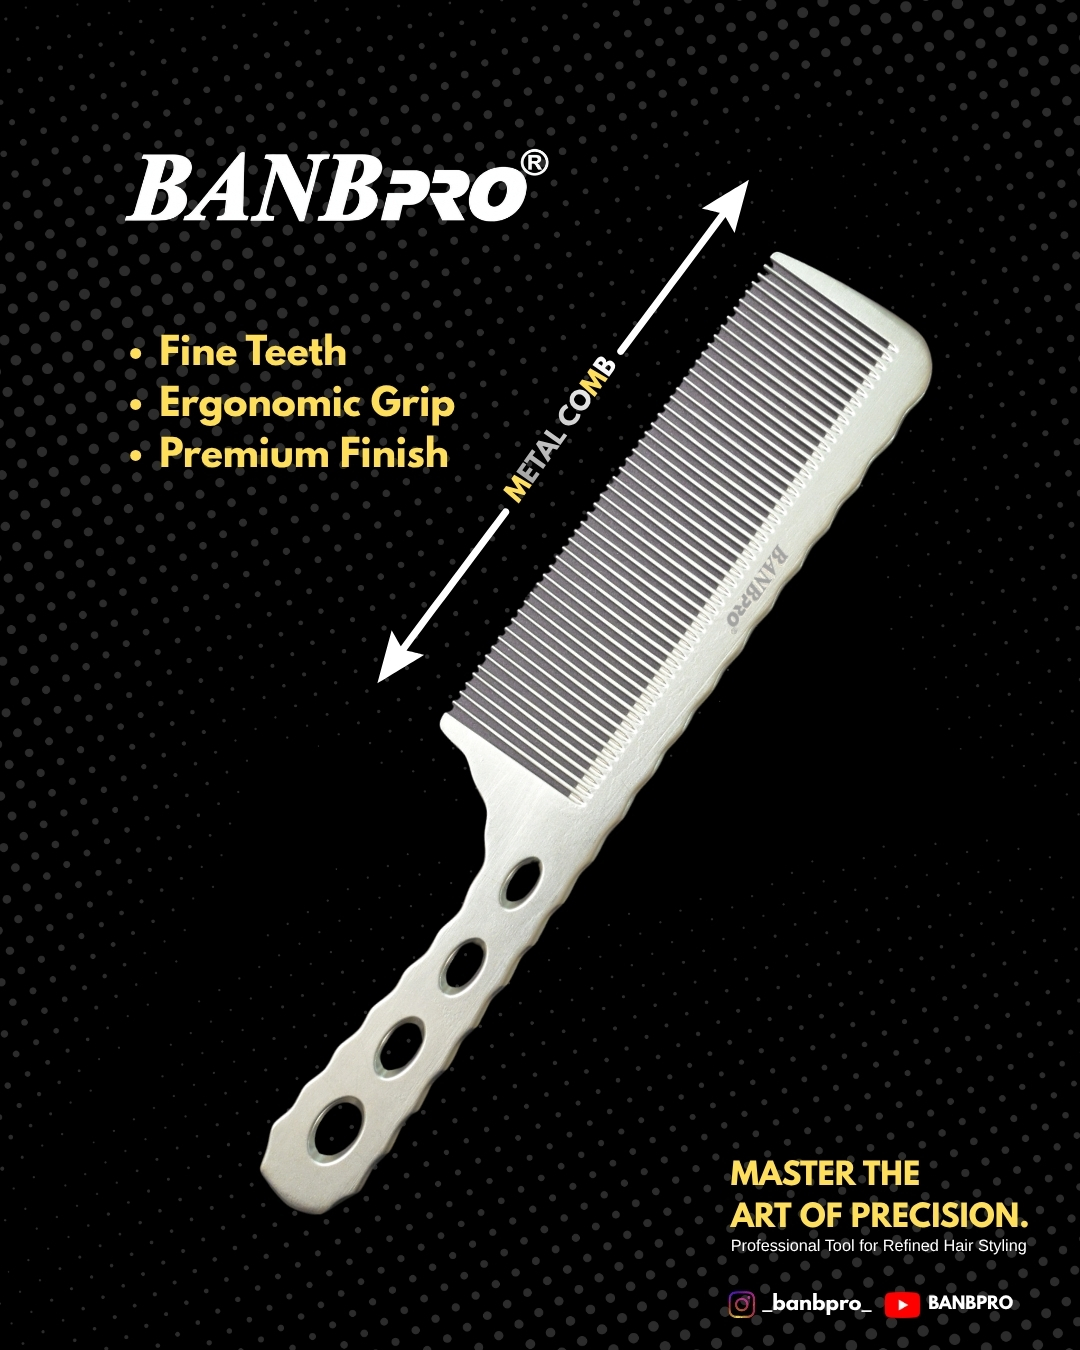 BANBPRO®
• Fine Teeth
• Ergonomic Grip
• Premium Finish
METAL COMB
BANBPRO
MASTER THE
ART OF PRECISION.
Professional Tool for Refined Hair Styling
_banbpro_ BANBPRO